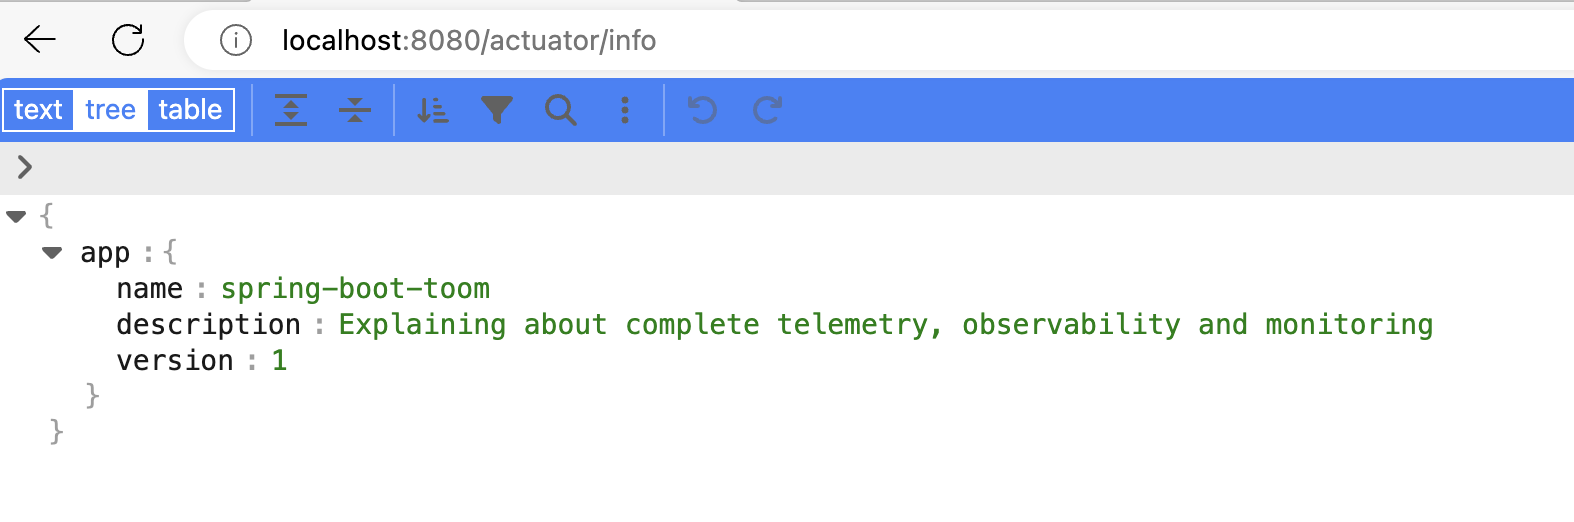 localhost:8080/actuator/info
text tree table
{
app : {
name : spring-boot-toom
description : Explaining about complete telemetry, observability and monitoring
version : 1
}
}